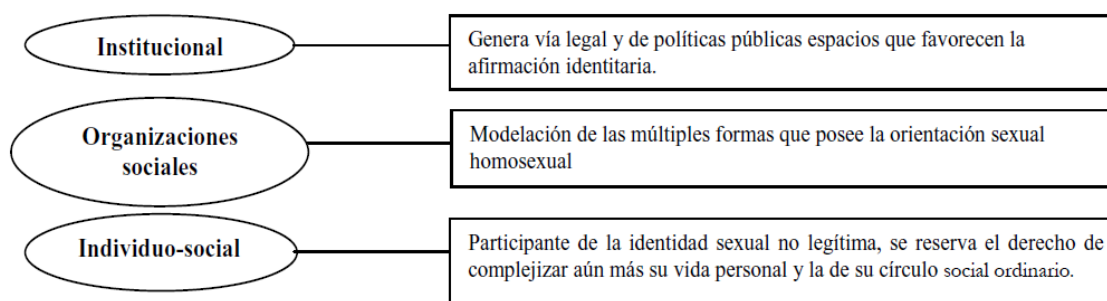 Institucional
Genera vía legal y de políticas públicas espacios que favorecen la
afirmación identitaria.
Organizaciones
sociales
Modelación de las múltiples formas que posee la orientación sexual
homosexual
Individuo-social
Participante de la identidad sexual no legítima, se reserva el derecho de
complejizar aún más su vida personal y la de su círculo social ordinario.